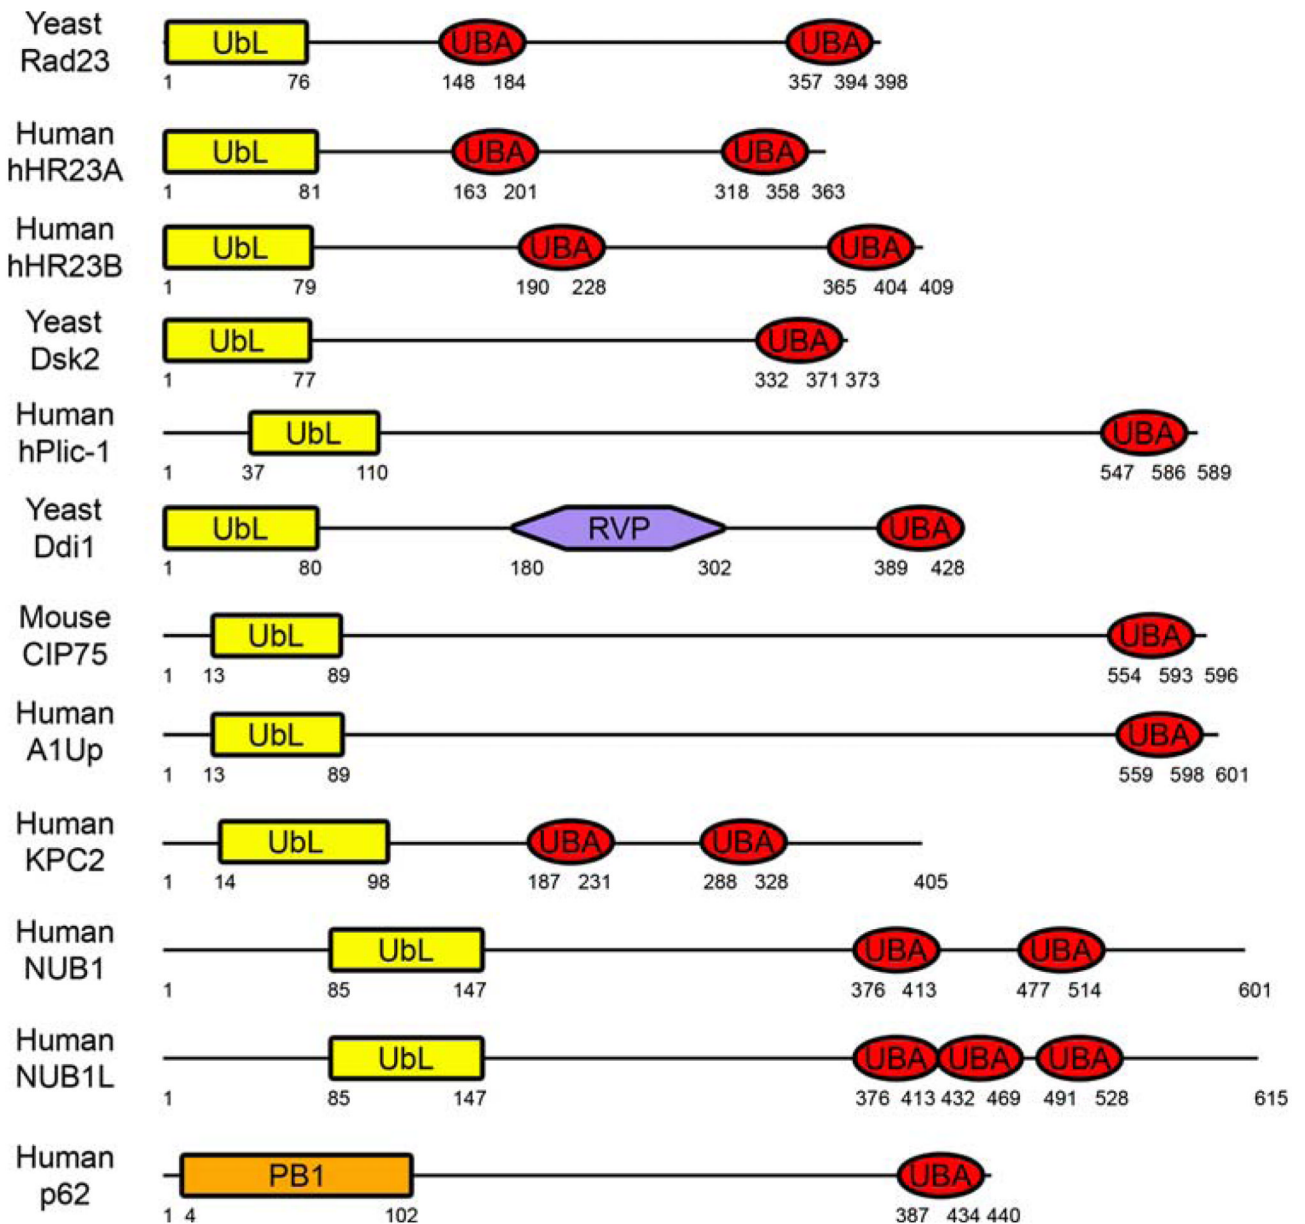 Yeast
Rad23
UbL UBA UBA
1 76 148 184 357 394 398
Human
hHR23A
UbL UBA UBA
1 81 163 201 318 358 363
Human
hHR23B
UbL UBA UBA
1 79 190 228 365 404 409
Yeast
Dsk2
UbL UBA
1 77 332 371 373
Human
hPlic-1
UbL UBA
1 37 110 547 586 589
Yeast
Ddi1
UbL RVP UBA
1 80 180 302 389 428
Mouse
CIP75
UbL UBA
1 13 89 554 593 596
Human
A1Up
UbL UBA
1 13 89 559 598 601
Human
KPC2
UbL UBA UBA
1 14 98 187 231 288 328 405
Human
NUB1
UbL UBA UBA
1 85 147 376 413 477 514 601
Human
NUB1L
UbL UBA UBA UBA
1 85 147 376 413 432 469 491 528 615
Human
p62
PB1 UBA
1 4 102 387 434 440